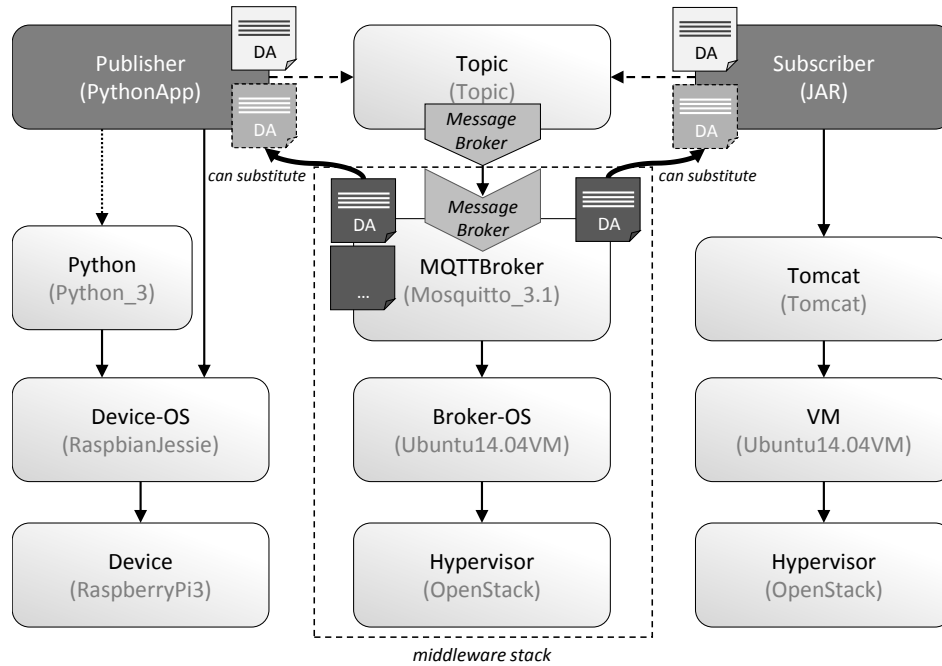 Publisher
(PythonApp)
DA
DA
Topic
(Topic)
Message
Broker
DA
DA
Subscriber
(JAR)
can substitute
can substitute
DA
...
Message
Broker
DA
MQTTBroker
(Mosquitto_3.1)
Python
(Python_3)
Tomcat
(Tomcat)
Device-OS
(RaspbianJessie)
Broker-OS
(Ubuntu14.04VM)
VM
(Ubuntu14.04VM)
Device
(RaspberryPi3)
Hypervisor
(OpenStack)
Hypervisor
(OpenStack)
middleware stack